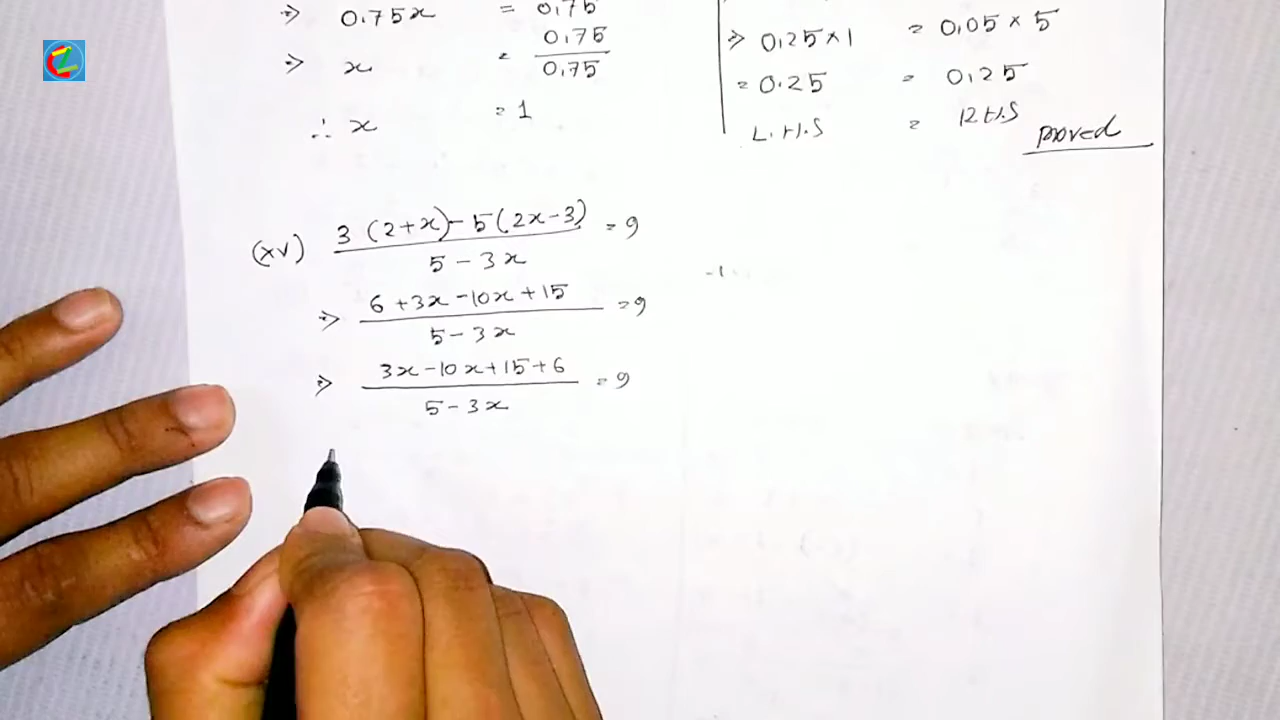 ⇒ 0.75x = 0.75
⇒ x = 0.75/0.75
∴ x = 1
⇒ 0.25 × 1 = 0.05 × 5
= 0.25 = 0.25
L.H.S = R.H.S proved
(xv) (3(2+x) - 5(2x-3))/(5-3x) = 9
⇒ (6+3x-10x+15)/(5-3x) = 9
⇒ (3x-10x+15+6)/(5-3x) = 9